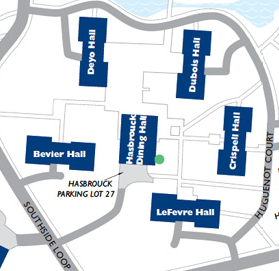 Deyo Hall
Dubois Hall
Hasbrouck
Dining Hall
Crispell Hall
Bevier Hall
HASBROUCK
PARKING LOT 27
LeFevre Hall
HUGUENOT COURT
SOUTHSIDE LOOP
H